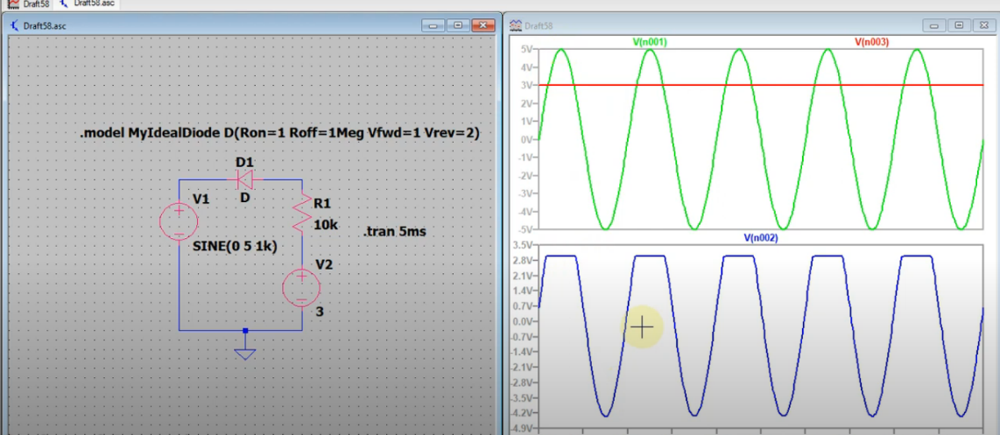 Draft58 Draft58.asc
Draft58.asc
.model MyIdealDiode D(Ron=1 Roff=1Meg Vfwd=1 Vrev=2)
D1
D
V1
R1
10k
.tran 5ms
SINE(0 5 1k)
V2
3
Draft58
V(n001) V(n003)
5V
4V
3V
2V
1V
0V
-1V
-2V
-3V
-4V
-5V
V(n002)
3.5V
2.8V
2.1V
1.4V
0.7V
0.0V
-0.7V
-1.4V
-2.1V
-2.8V
-3.5V
-4.2V
-4.9V